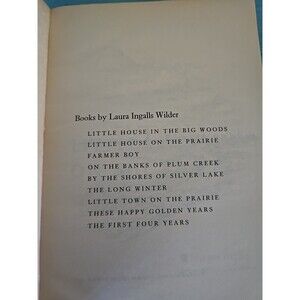 Books by Laura Ingalls Wilder
LITTLE HOUSE IN THE BIG WOODS
LITTLE HOUSE ON THE PRAIRIE
FARMER BOY
ON THE BANKS OF PLUM CREEK
BY THE SHORES OF SILVER LAKE
THE LONG WINTER
LITTLE TOWN ON THE PRAIRIE
THESE HAPPY GOLDEN YEARS
THE FIRST FOUR YEARS